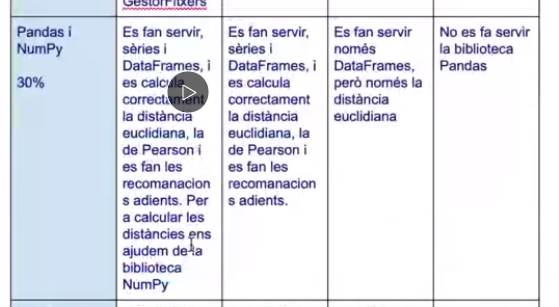 GestorFitxers
Pandas i
NumPy
30%
Es fan servir,
sèries i
DataFrames, i
es calcula
correctament
la distància
euclidiana, la
de Pearson i
es fan les
recomanacion
s adients. Per
a calcular les
distàncies ens
ajudem de la
biblioteca
NumPy
Es fan servir,
sèries i
DataFrames, i
es calcula
correctament
la distància
euclidiana, la
de Pearson i
es fan les
recomanacion
s adients.
Es fan servir
només
DataFrames,
però només la
distància
euclidiana
No es fa servir
la biblioteca
Pandas